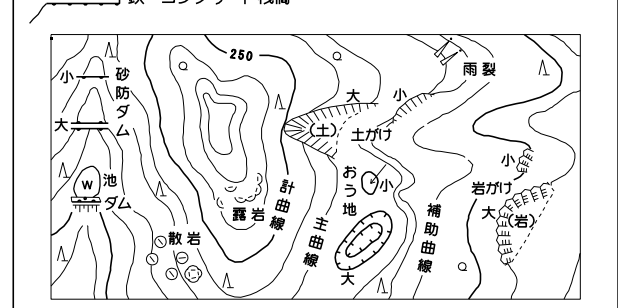 鉄・コンクリート桟橋
250
小
砂防ダム
大
W
池
ダム
散岩
露岩
計曲線
主曲線
大
(土)
土がけ
小
雨裂
おう地
小
大
補助曲線
小
岩がけ
大
(岩)